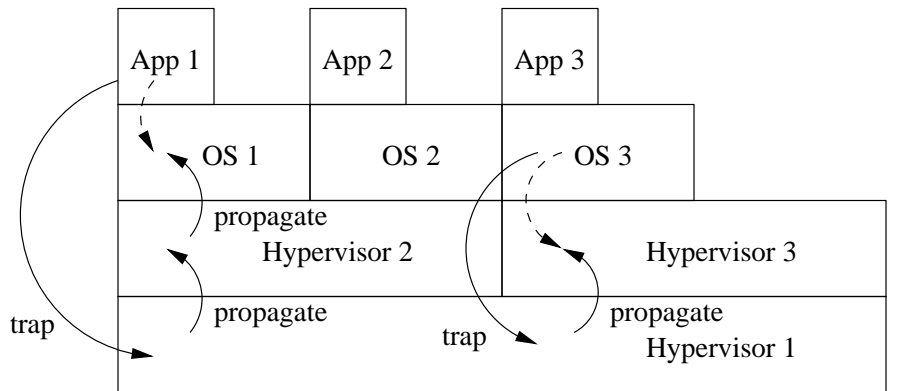 App 1
App 2
App 3
OS 1
OS 2
OS 3
propagate
Hypervisor 2
Hypervisor 3
trap
propagate
trap
propagate
Hypervisor 1